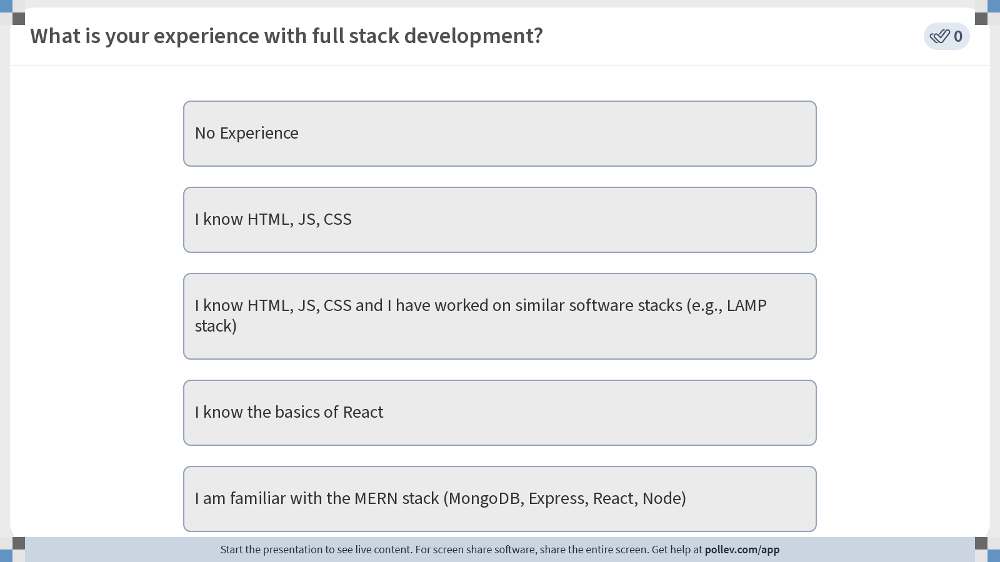 What is your experience with full stack development?
0
No Experience
I know HTML, JS, CSS
I know HTML, JS, CSS and I have worked on similar software stacks (e.g., LAMP
stack)
I know the basics of React
I am familiar with the MERN stack (MongoDB, Express, React, Node)
Start the presentation to see live content. For screen share software, share the entire screen. Get help at pollev.com/app